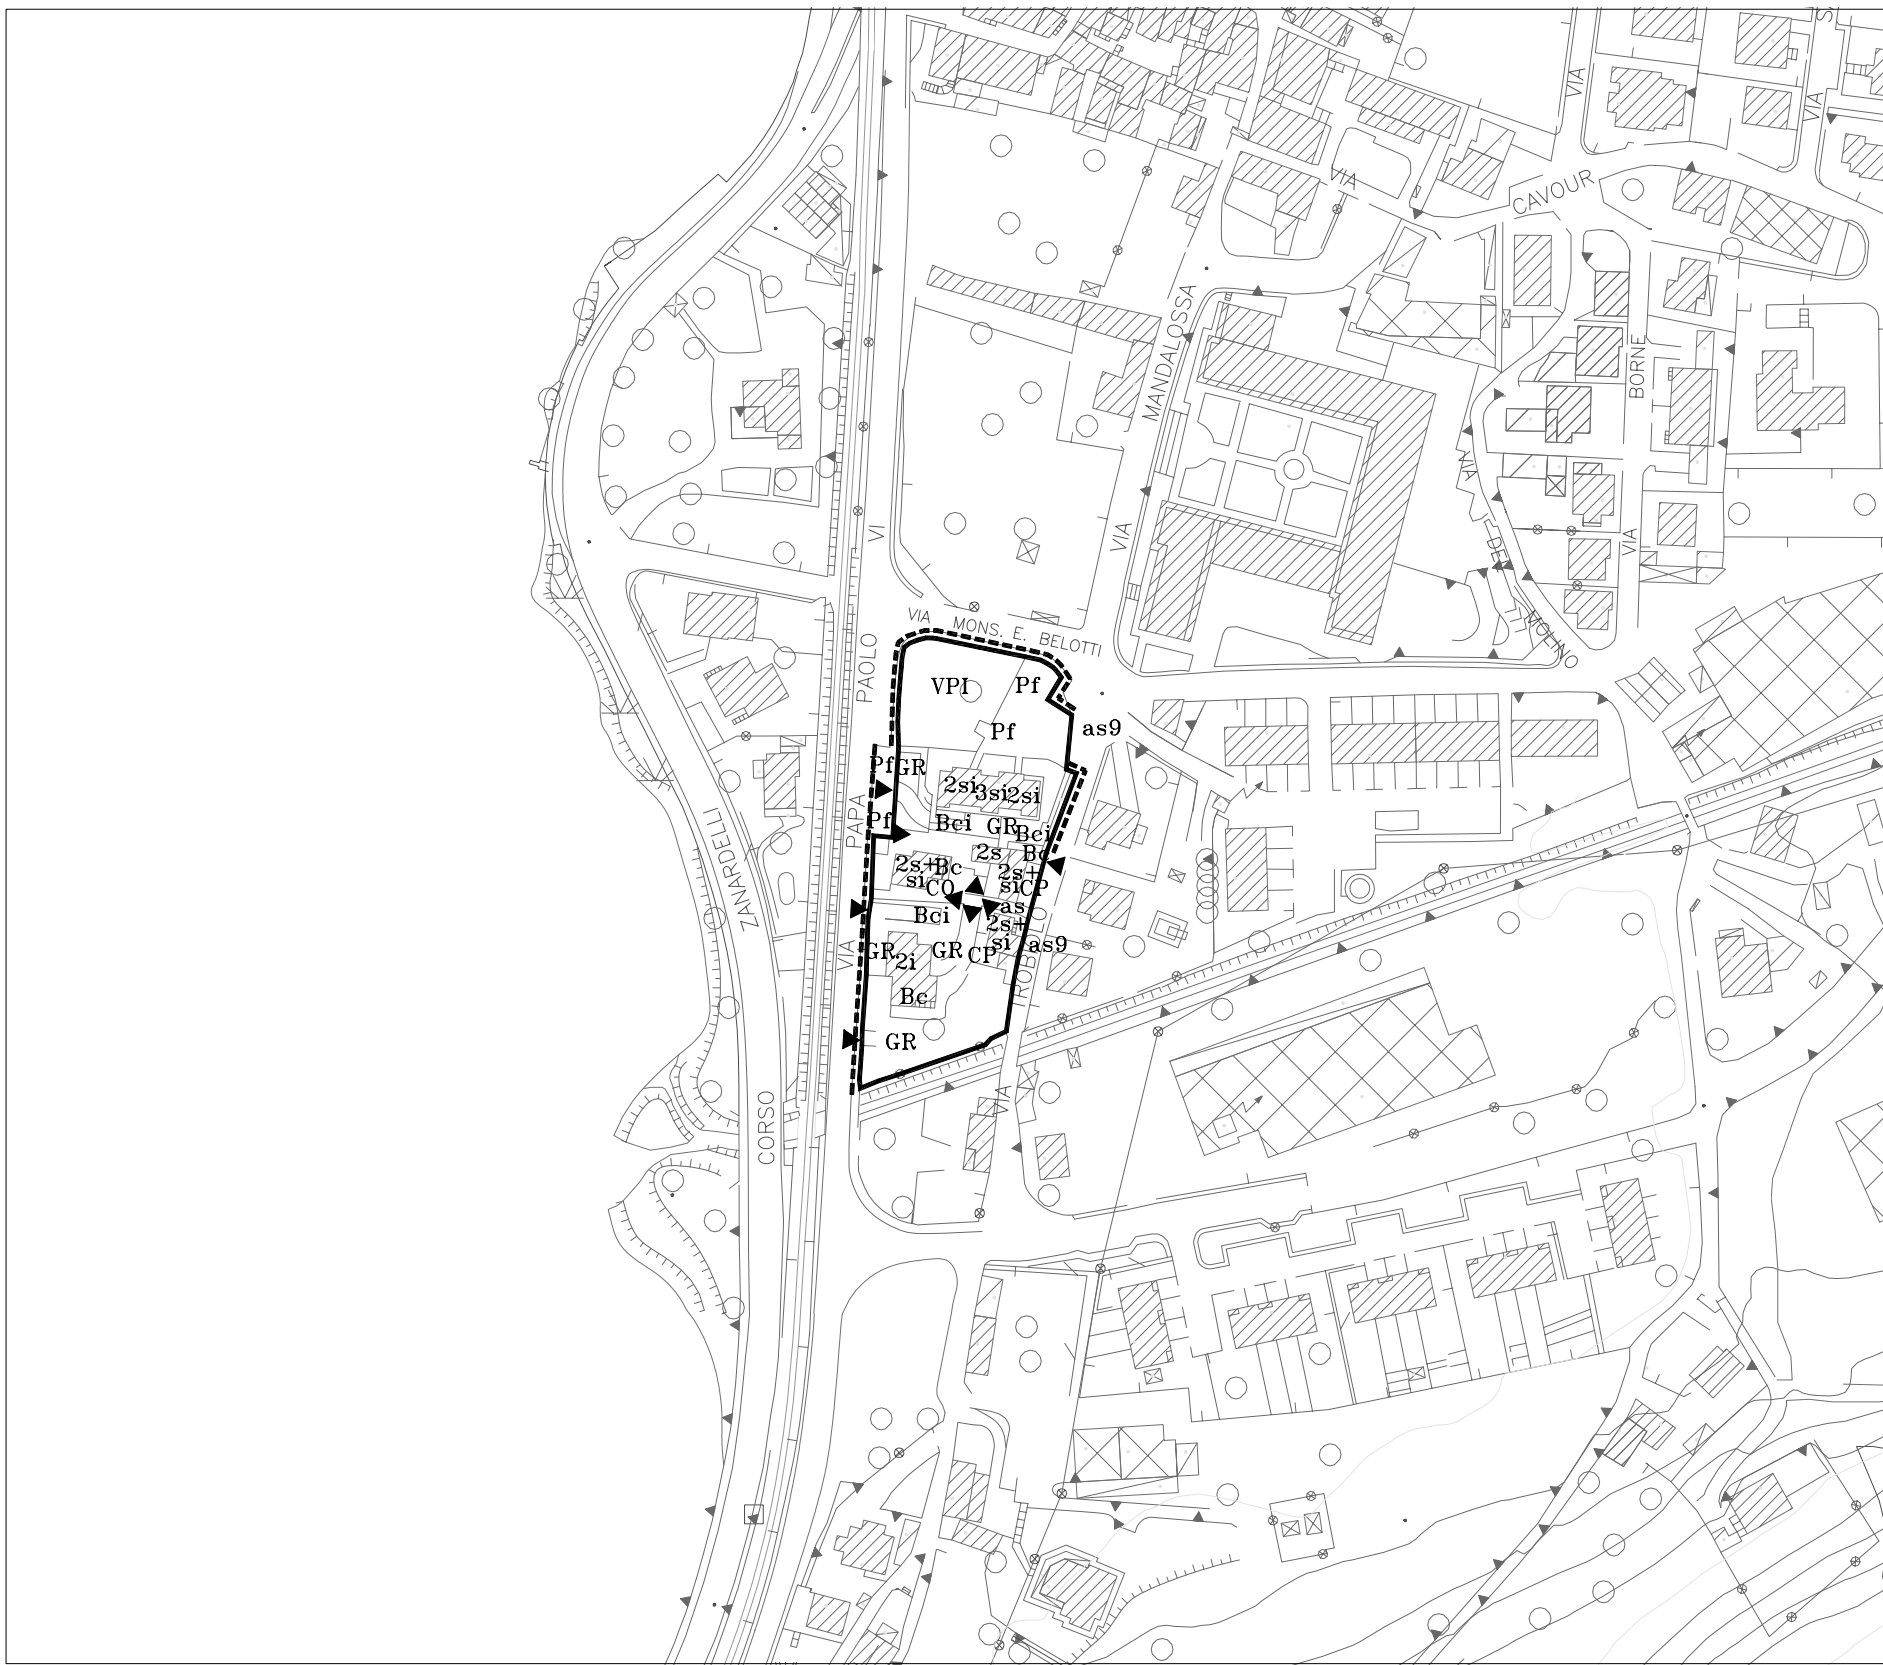 VIA
VIA
VIA
CAVOUR
MANDALOSSA
VIA
BORNE
VIA
VIA
DEL
MOLINO
VI
PAOLO
PAPA
VIA
VIA MONS. E. BELOTTI
VPI
Pf
Pf
as9
Pf
GR
2si
3si
2si
Pf
Bci
GR
Bci
2s
Bc
2s+
si
Bc
CO
2s+
si
CP
as
Bci
2s+
si
as9
GR
2i
GR
CP
Bc
GR
VIA
ZANARDELLI
CORSO